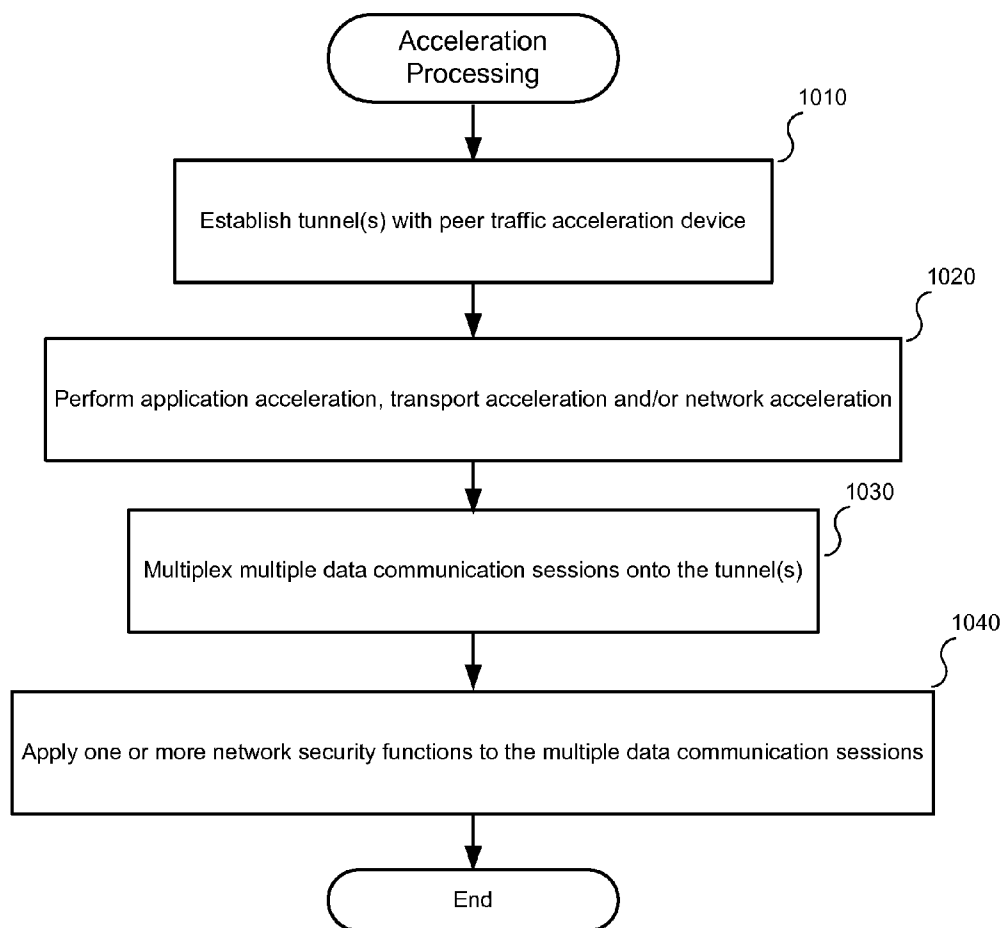 Acceleration
Processing
1010
Establish tunnel(s) with peer traffic acceleration device
1020
Perform application acceleration, transport acceleration and/or network acceleration
1030
Multiplex multiple data communication sessions onto the tunnel(s)
1040
Apply one or more network security functions to the multiple data communication sessions
End